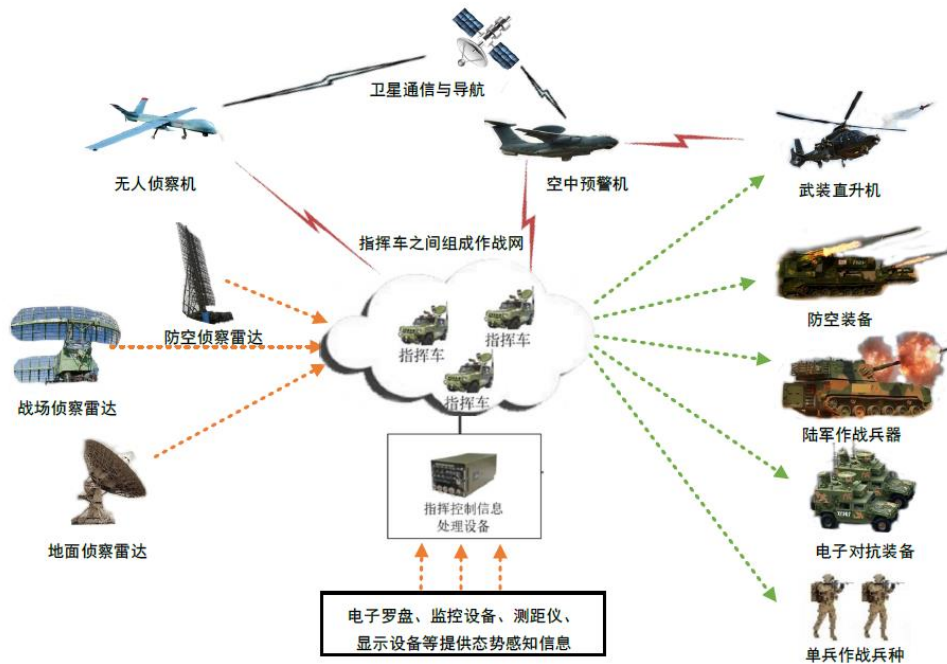 卫星通信与导航
无人侦察机
空中预警机
武装直升机
指挥车之间组成作战网
防空侦察雷达
指挥车
指挥车
指挥车
防空装备
战场侦察雷达
陆军作战兵器
指挥控制信息
处理设备
地面侦察雷达
电子对抗装备
电子罗盘、监控设备、测距仪、
显示设备等提供态势感知信息
单兵作战兵种